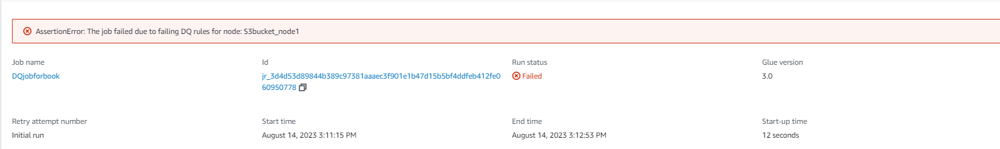 AssertionError: The job failed due to failing DQ rules for node: S3bucket_node1
Job name
Id
Run status
Glue version
DQjobforbook
jr_3d4d53d89844b389c97381aaaec3f901e1b47d15b5bf4ddfeb412fe0
60950778
Failed
3.0
Retry attempt number
Start time
End time
Start-up time
Initial run
August 14, 2023 3:11:15 PM
August 14, 2023 3:12:53 PM
12 seconds